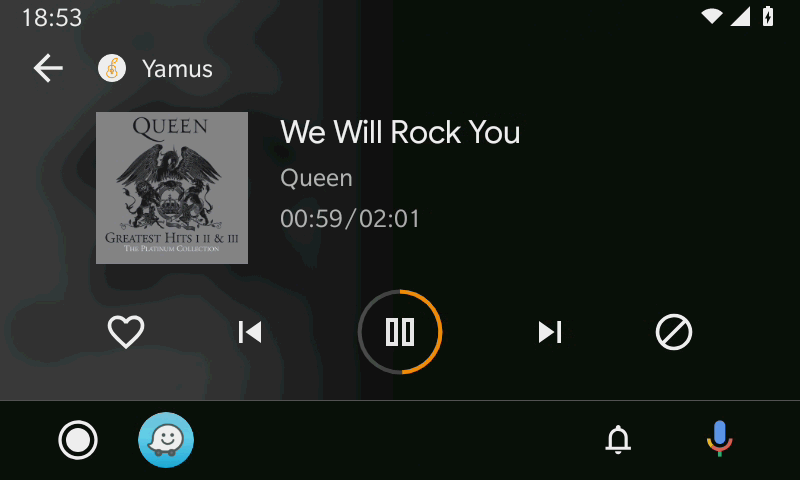 18:53
Yamus
QUEEN
GREATEST HITS I II & III
THE PLATINUM COLLECTION
We Will Rock You
Queen
00:59/02:01